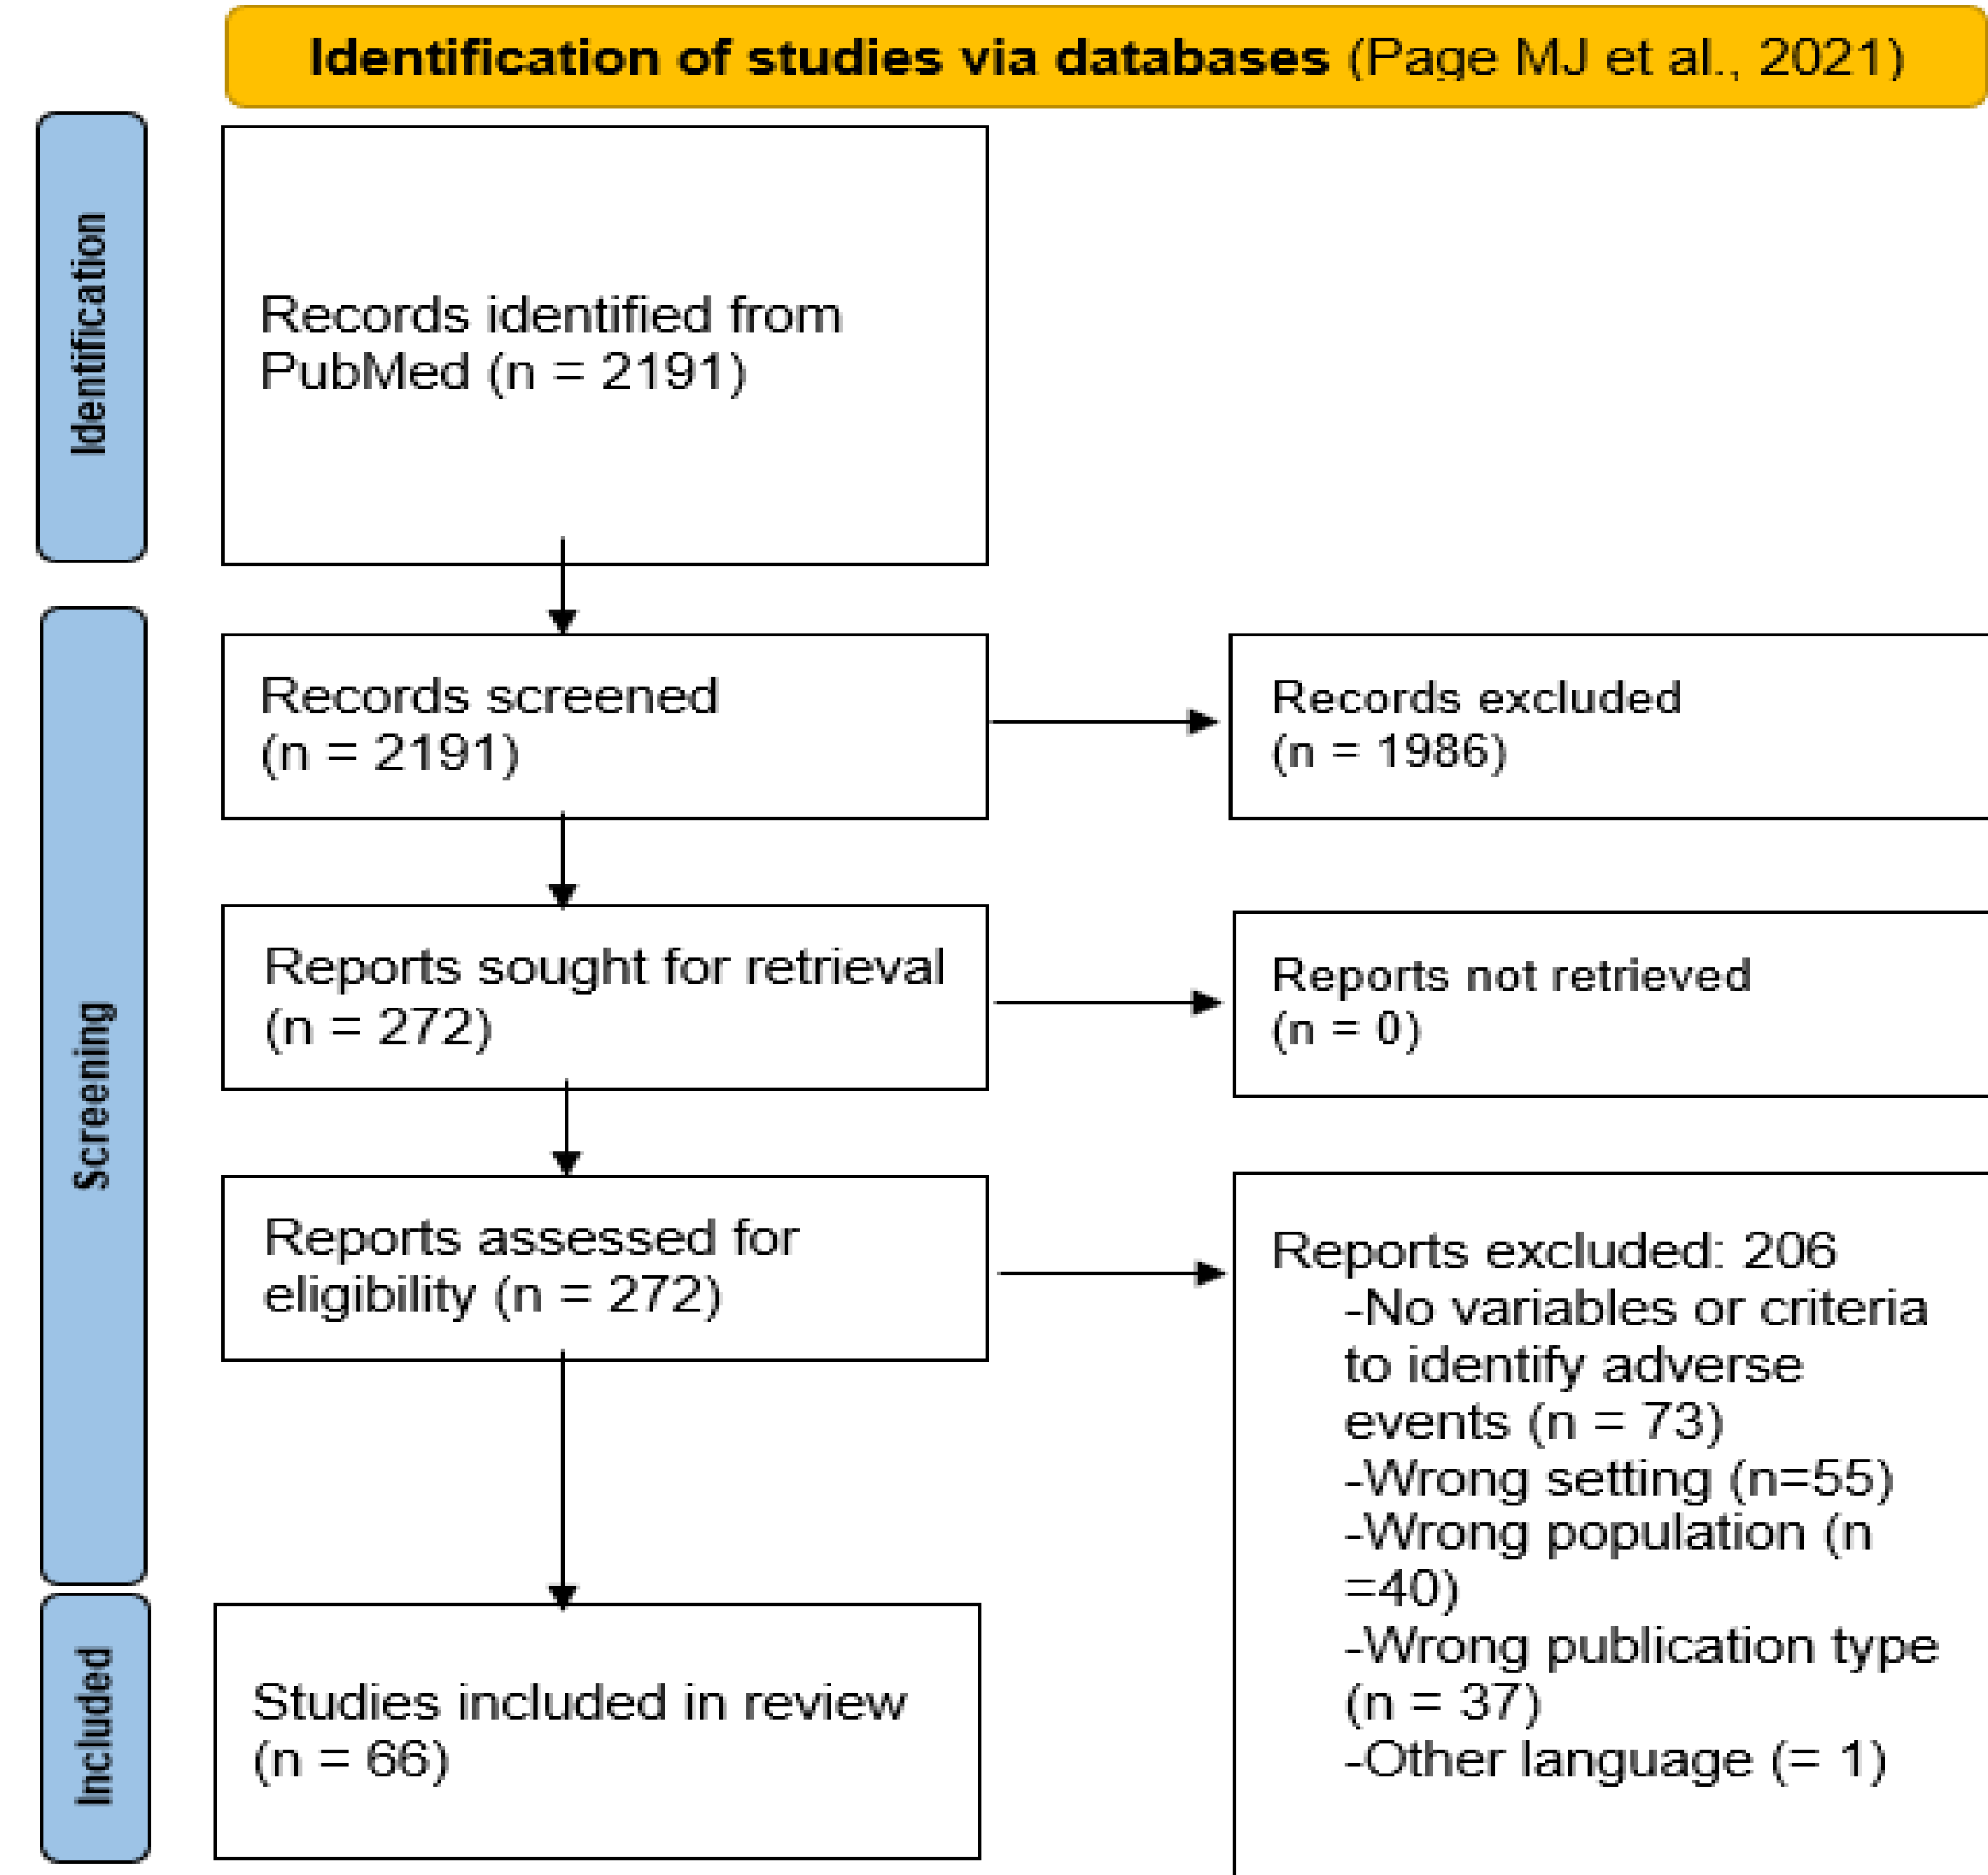 Identification of studies via databases (Page MJ et al., 2021)
Identification
Records identified from
PubMed (n = 2191)
Screening
Records screened
(n = 2191)
Records excluded
(n = 1986)
Reports sought for retrieval
(n = 272)
Reports not retrieved
(n = 0)
Reports assessed for
eligibility (n = 272)
Reports excluded: 206
-No variables or criteria
to identify adverse
events (n = 73)
-Wrong setting (n=55)
-Wrong population (n
=40)
-Wrong publication type
(n = 37)
-Other language (= 1)
Included
Studies included in review
(n = 66)